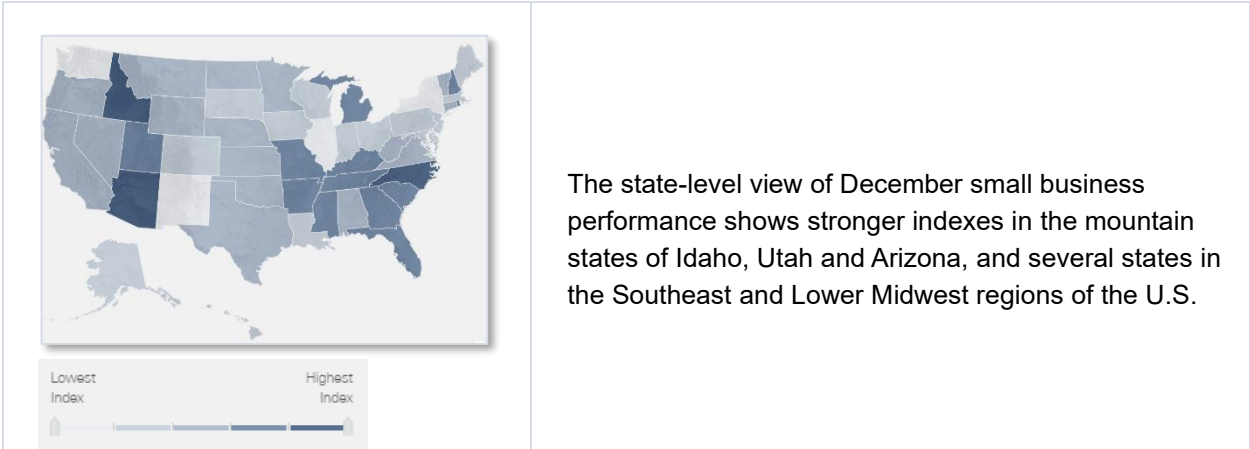 The state-level view of December small business
performance shows stronger indexes in the mountain
states of Idaho, Utah and Arizona, and several states in
the Southeast and Lower Midwest regions of the U.S.
Lowest
Index
Highest
Index